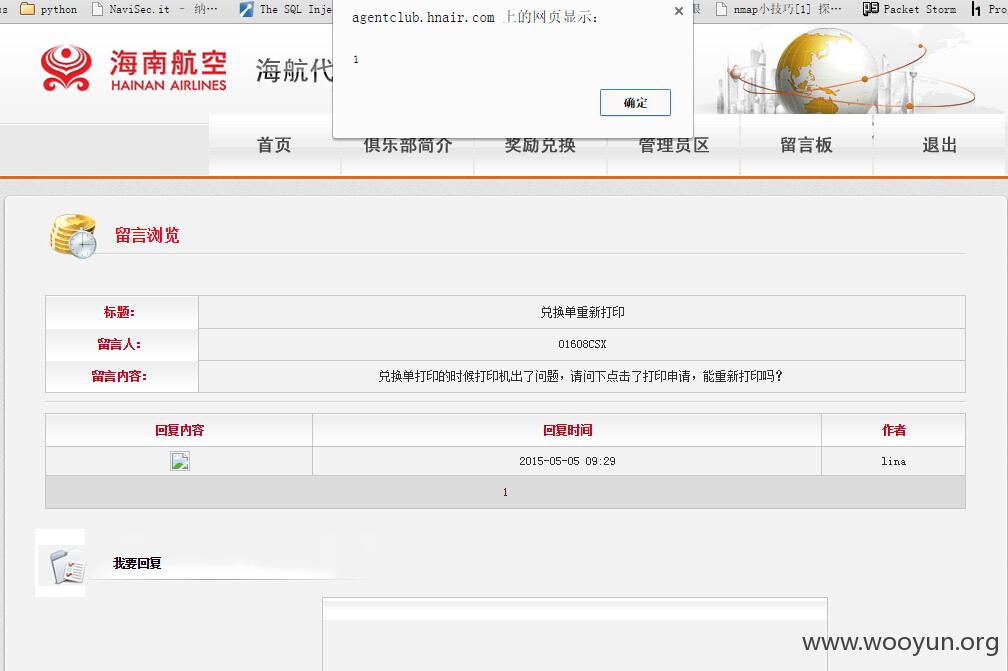 python
NaviSec.it - 纳…
The SQL Inje
nmap小技巧[1] 探…
Packet Storm
Pro
agentclub.hnair.com 上的网页显示:
1
确定
海南航空
HAINAN AIRLINES
海航代
首页
俱乐部简介
奖励兑换
管理员区
留言板
退出
留言浏览
标题:
兑换单重新打印
留言人:
01608CSX
留言内容:
兑换单打印的时候打印机出了问题，请问下点击了打印申请，能重新打印吗?
回复内容
回复时间
作者
2015-05-05 09:29
lina
1
我要回复
www.wooyun.org